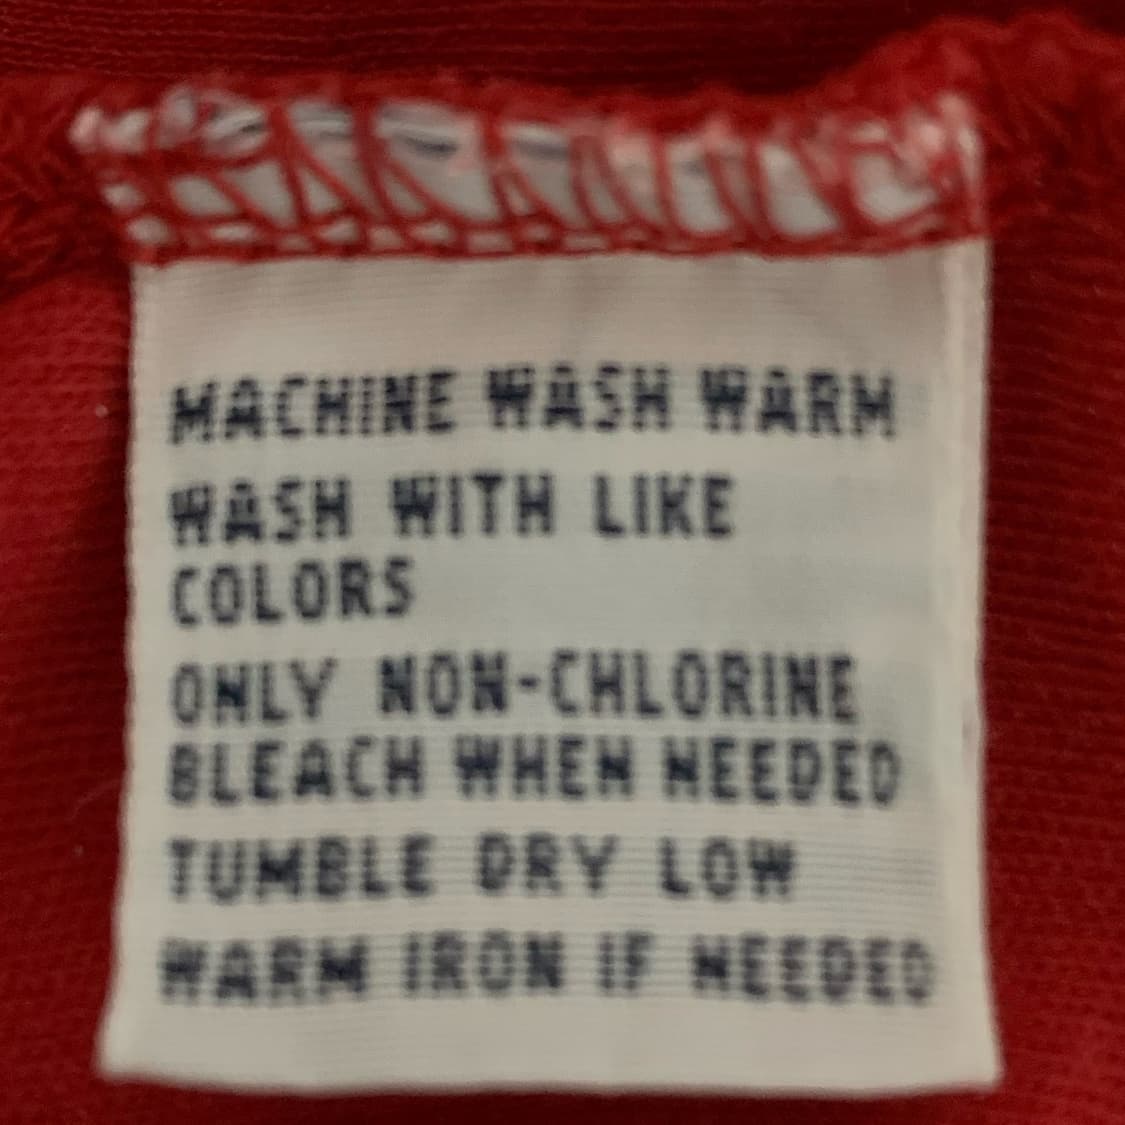 MACHINE WASH WARM
WASH WITH LIKE
COLORS
ONLY NON-CHLORINE
BLEACH WHEN NEEDED
TUMBLE DRY LOW
WARM IRON IF NEEDED